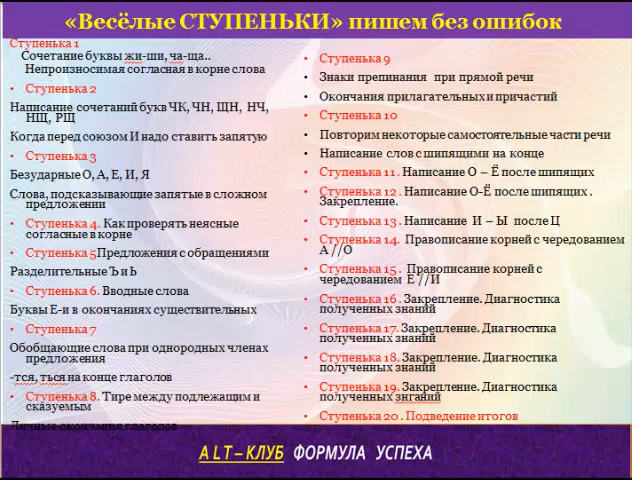 «Весёлые СТУПЕНЬКИ» пишем без ошибок
Ступенька 1
Сочетание буквы жи-ши, ча-ща..
Непроизносимая согласная в корне слова
Ступенька 2
Написание сочетаний букв ЧК, ЧН, ЩН, НЧ,
НЩ, РЩ
Когда перед союзом И надо ставить запятую
Ступенька 3
Безударные О, А, Е, И, Я
Слова, подсказывающие запятые в сложном
предложении
Ступенька 4. Как проверять неясные
согласные в корне
Ступенька 5Предложения с обращениями
Разделительные Ъ и Ь
Ступенька 6. Вводные слова
Буквы Е-и в окончаниях существительных
Ступенька 7
Обобщающие слова при однородных членах
предложения
-тся, ться на конце глаголов
Ступенька 8. Тире между подлежащим и
сказуемым
Личные окончания глаголов
Ступенька 9
Знаки препинания при прямой речи
Окончания прилагательных и причастий
Ступенька 10
Повторим некоторые самостоятельные части речи
Написание слов с шипящими на конце
Ступенька 11. Написание О – Ё после шипящих
Ступенька 12. Написание О-Ё после шипящих .
Закрепление.
Ступенька 13. Написание И – Ы после Ц
Ступенька 14. Правописание корней с чередованием
А //О
Ступенька 15. Правописание корней с
чередованием Е //И
Ступенька 16. Закрепление. Диагностика
полученных знаний
Ступенька 17. Закрепление. Диагностика
полученных знаний
Ступенька 18. Закрепление. Диагностика
полученных знаний
Ступенька 19. Закрепление. Диагностика
полученных знганий
Ступенька 20. Подведение итогов
ALT – КЛУБ ФОРМУЛА УСПЕХА